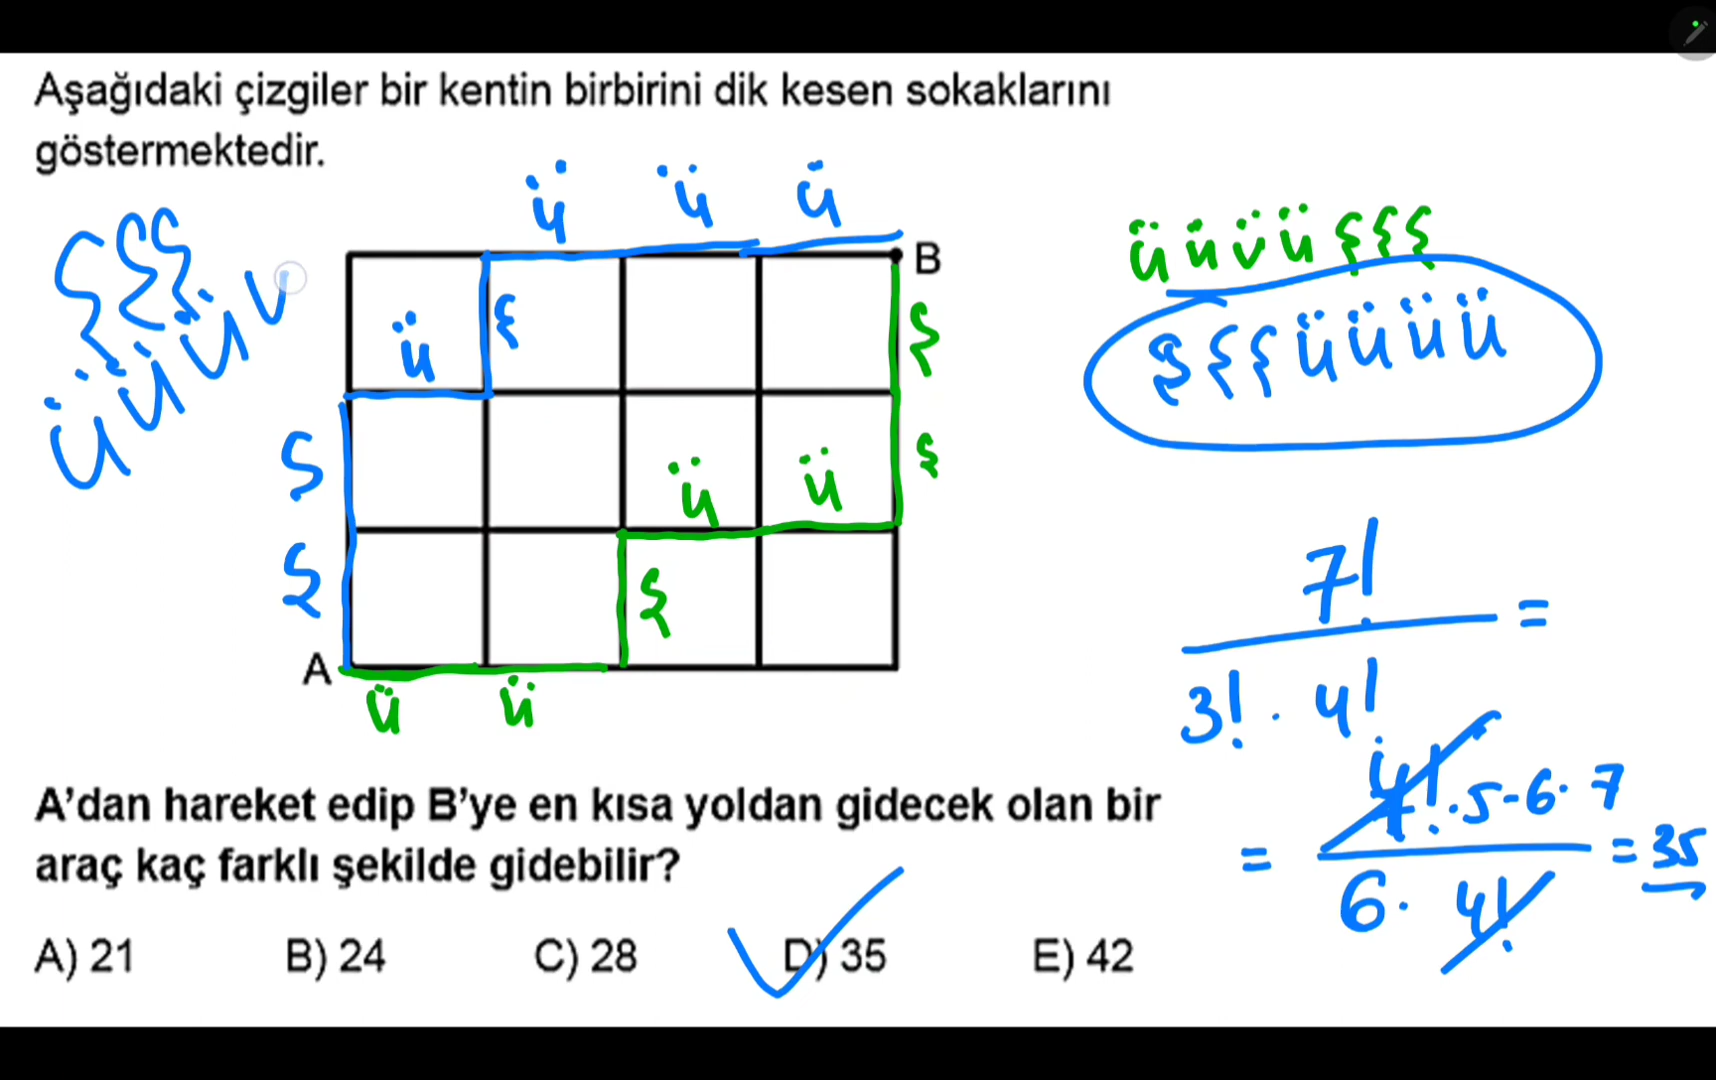 Aşağıdaki çizgiler bir kentin birbirini dik kesen sokaklarını
göstermektedir.
ü ü ü
ü ü ü ü ξ ξ ξ
ξ ξ ξ
ü ü ü
B
ξ ξ ξ ü ü ü ü
ü ξ ξ
ü ü ξ
ξ
A
ü ü
7!
3! . 4!
=
A’dan hareket edip B’ye en kısa yoldan gidecek olan bir
araç kaç farklı şekilde gidebilir?
= 4! . 5 . 6 . 7
6 . 4!
= 35
A) 21 B) 24 C) 28 D) 35 E) 42